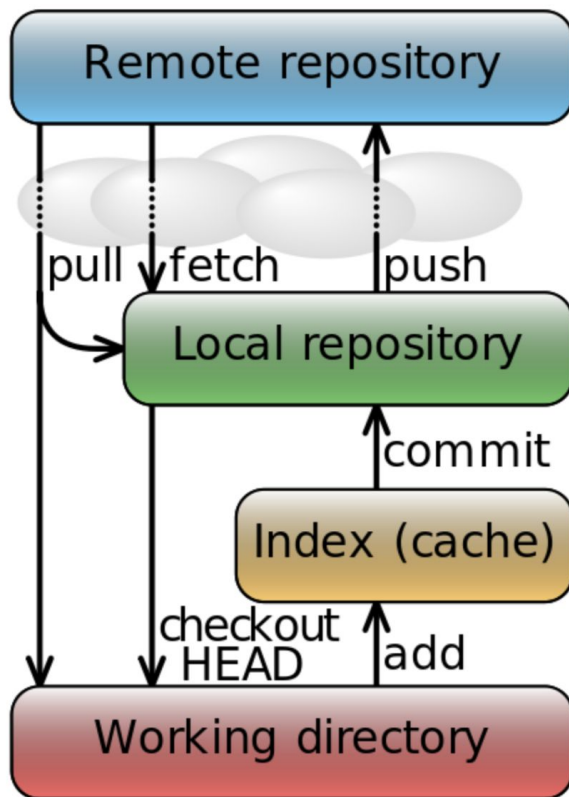 Remote repository
pull
fetch
push
Local repository
commit
Index (cache)
checkout
HEAD
add
Working directory